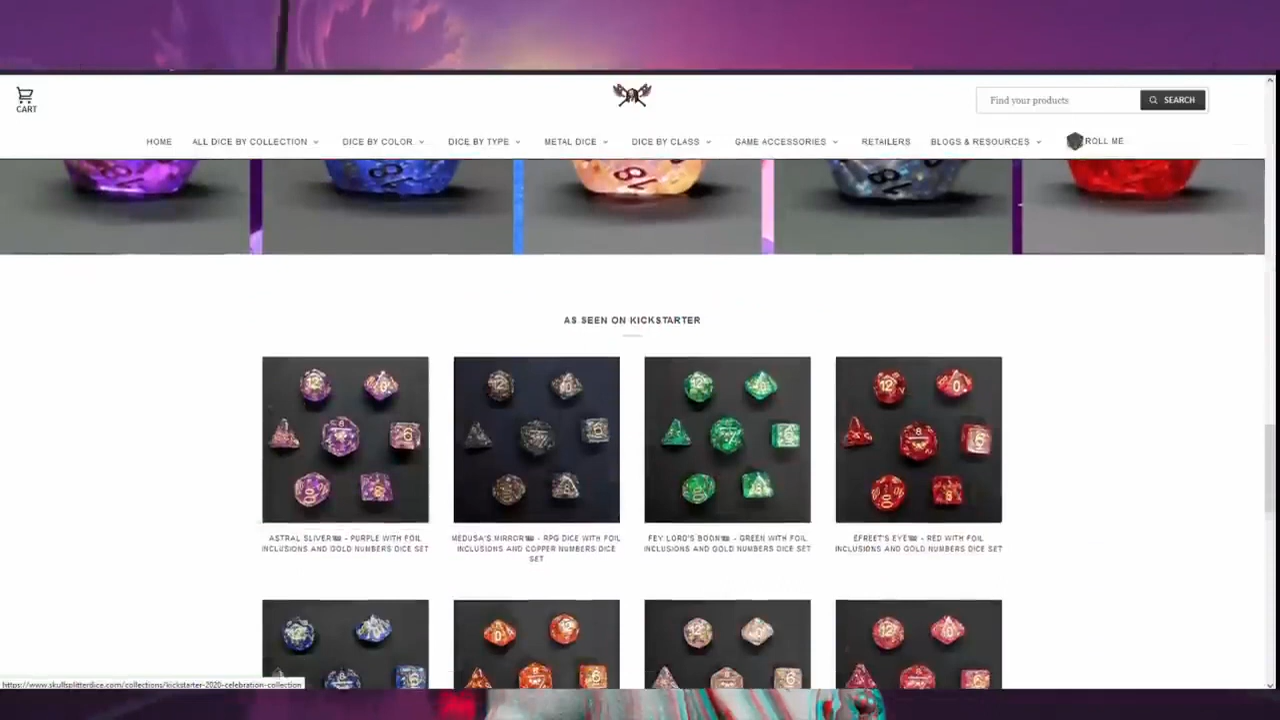 CART
Find your products
SEARCH
HOME ALL DICE BY COLLECTION DICE BY COLOR DICE BY TYPE METAL DICE DICE BY CLASS GAME ACCESSORIES RETAILERS BLOGS & RESOURCES ROLL ME
AS SEEN ON KICKSTARTER
ASTRAL SLIVER™ - PURPLE WITH FOIL
INCLUSIONS AND GOLD NUMBERS DICE SET
MEDUSA'S MIRROR™ - RPG DICE WITH FOIL
INCLUSIONS AND COPPER NUMBERS DICE
SET
FEY LORD'S BOON™ - GREEN WITH FOIL
INCLUSIONS AND GOLD NUMBERS DICE SET
EFREET'S EYE™ - RED WITH FOIL
INCLUSIONS AND GOLD NUMBERS DICE SET
https://www.skullsplitterdice.com/collections/kickstarter-2020-celebration-collection